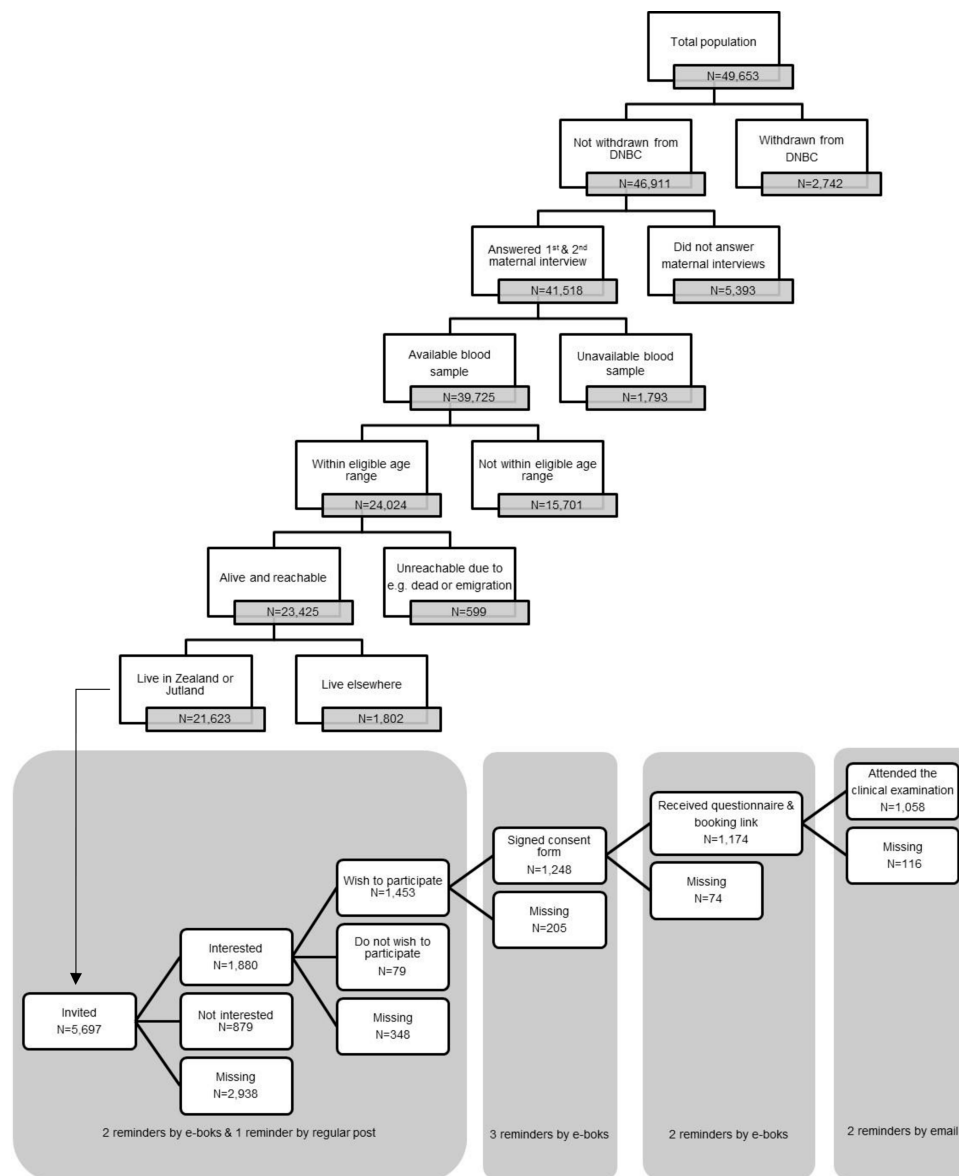 Total population
N=49,653
Not withdrawn from
DNBC
N=46,911
Withdrawn from
DNBC
N=2,742
Answered 1st & 2nd
maternal interview
N=41,518
Did not answer
maternal interviews
N=5,393
Available blood
sample
N=39,725
Unavailable blood
sample
N=1,793
Within eligible age
range
N=24,024
Not within eligible age
range
N=15,701
Alive and reachable
N=23,425
Unreachable due to
e.g. dead or emigration
N=599
Live in Zealand or
Jutland
N=21,623
Live elsewhere
N=1,802
Invited
N=5,697
Interested
N=1,880
Not interested
N=879
Missing
N=2,938
Wish to participate
N=1,453
Do not wish to
participate
N=79
Missing
N=348
2 reminders by e-boks & 1 reminder by regular post
Signed consent
form
N=1,248
Missing
N=205
3 reminders by e-boks
Received questionnaire &
booking link
N=1,174
Missing
N=74
2 reminders by e-boks
Attended the
clinical examination
N=1,058
Missing
N=116
2 reminders by email